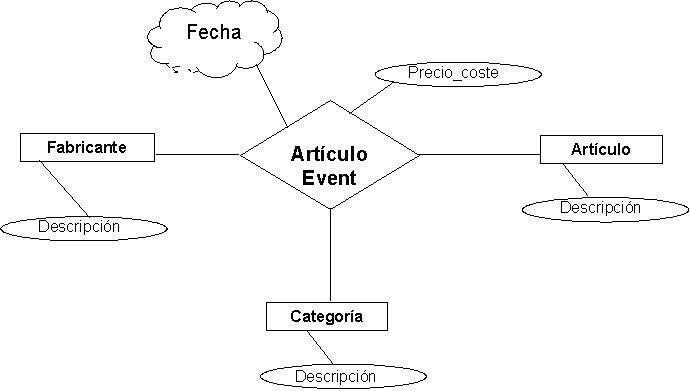 Fecha
Precio_coste
Fabricante
Artículo
Event
Artículo
Descripción
Descripción
Categoría
Descripción